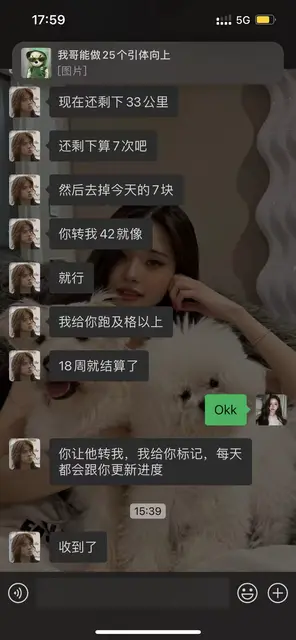 17:59
5G
我哥能做25个引体向上
[图片]
现在还剩下33公里
还剩下算7次吧
然后去掉今天的7块
你转我42就像
就行
我给你跑及格以上
18周就结算了
Okk
你让他转我，我给你标记，每天
都会跟你更新进度
15:39
收到了